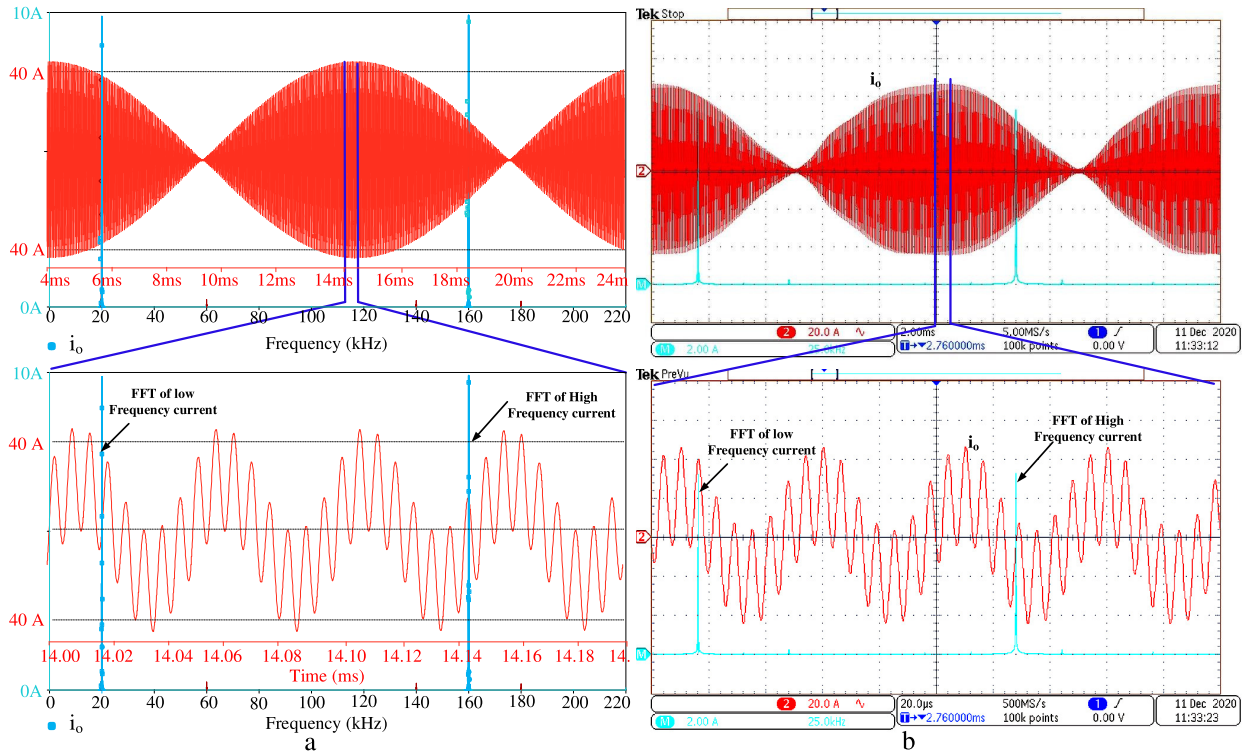 10A
40 A
40 A
4ms 6ms 10ms 12ms 14ms 16ms 18ms 20ms 22ms 24ms
0A
0 20 40 60 80 100 120 140 160 180 200 220
i₀ Frequency (kHz)
10A
FFT of low
Frequency current
FFT of High
Frequency current
40 A
40 A
14.00 14.02 14.04 14.06 14.08 14.10 14.12 14.14 14.16 14.18 14.
Time (ms)
0A
0 20 40 60 80 100 120 140 160 180 200 220
i₀ Frequency (kHz)
a
Tek Stop
i₀
2
M
2 20.0 A
M 2.00 A 25.0kHz
2.00ms 5.00MS/s 1
T→▼2.760000ms 100k points 0.00 V
11 Dec 2020
11:33:12
Tek PreVu
FFT of low
Frequency current
i₀
FFT of High
Frequency current
2
M
2 20.0 A
M 2.00 A 25.0kHz
20.0µs 500MS/s 1
T→▼2.760000ms 100k points 0.00 V
11 Dec 2020
11:33:23
b